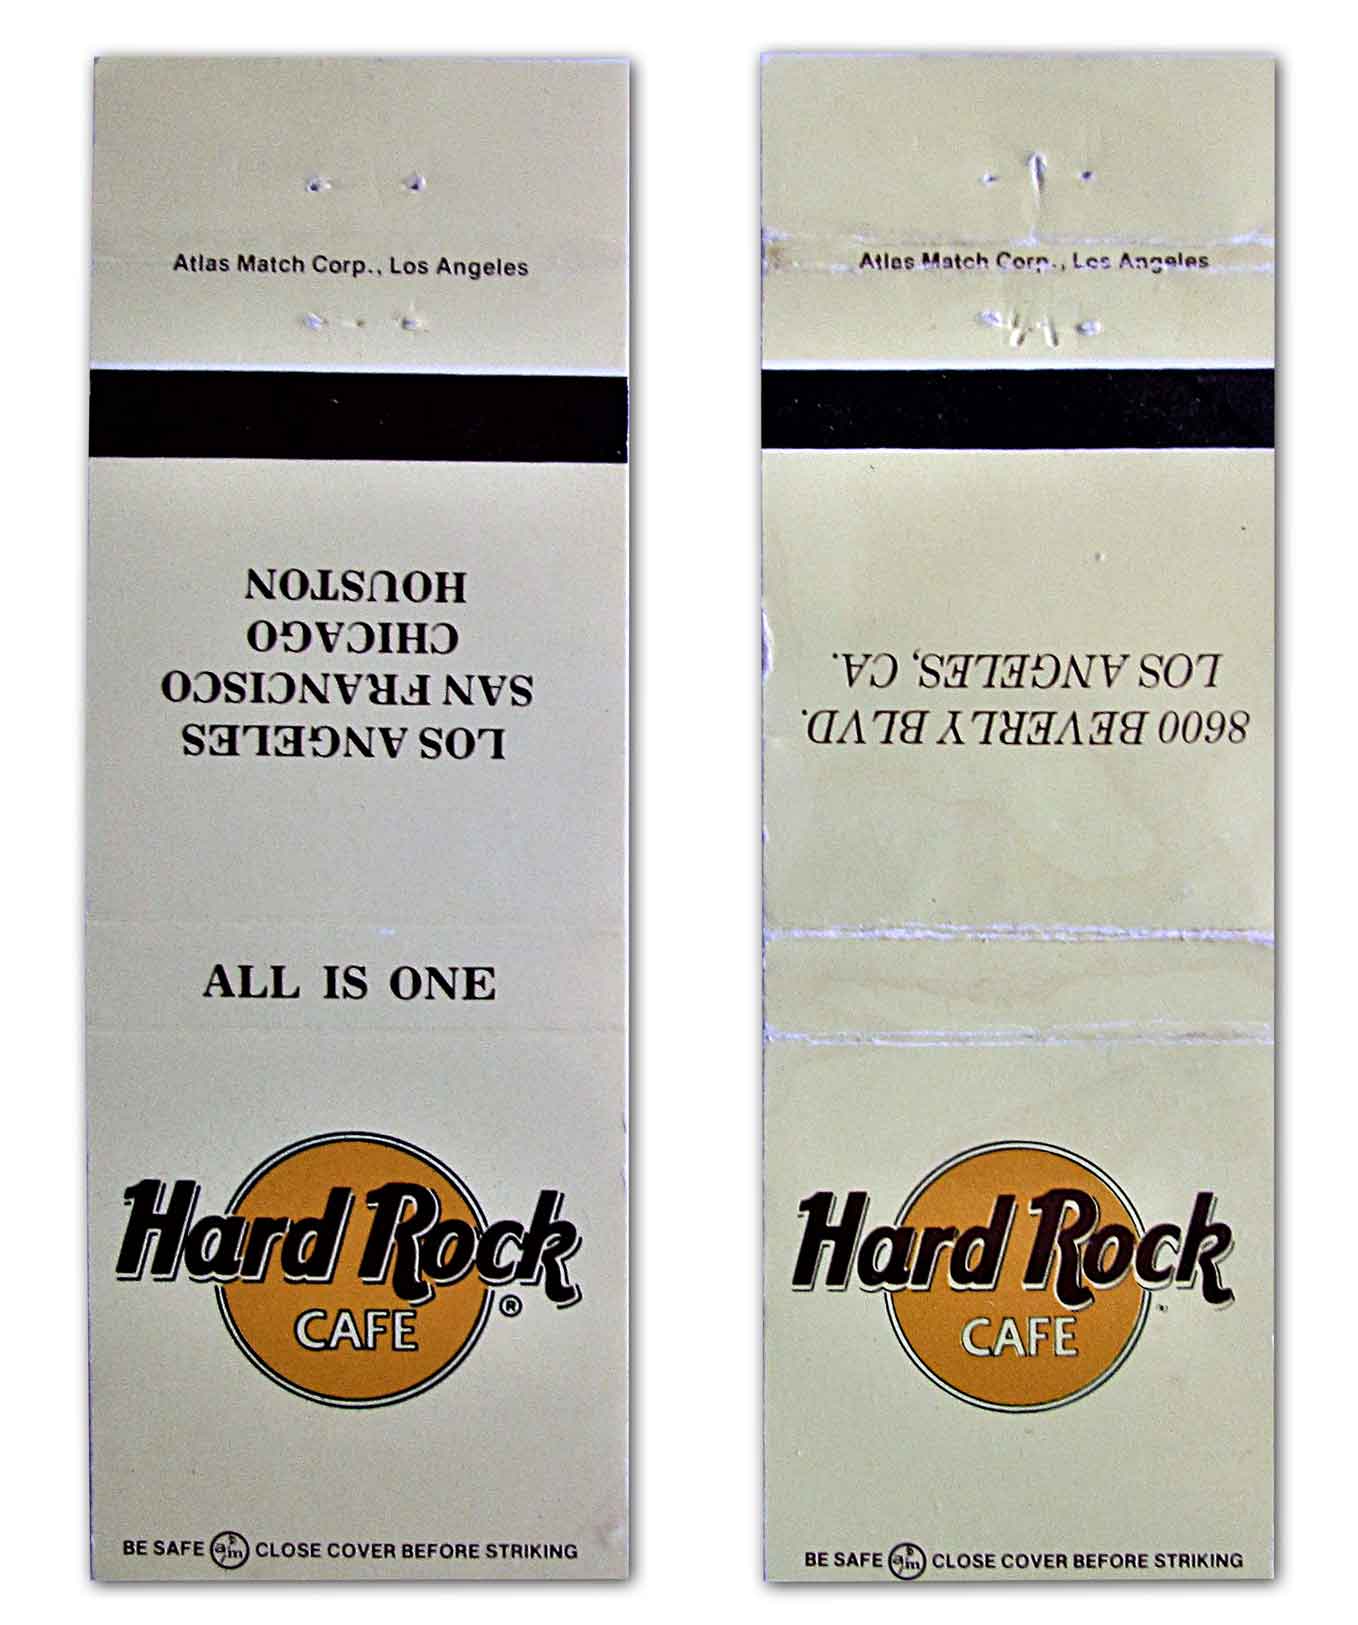 Atlas Match Corp., Los Angeles
LOS ANGELES
SAN FRANCISCO
CHICAGO
HOUSTON
ALL IS ONE
Hard Rock
CAFE
®
BE SAFE a/m CLOSE COVER BEFORE STRIKING
Atlas Match Corp., Los Angeles
8600 BEVERLY BLVD.
LOS ANGELES, CA.
Hard Rock
CAFE
BE SAFE a/m CLOSE COVER BEFORE STRIKING